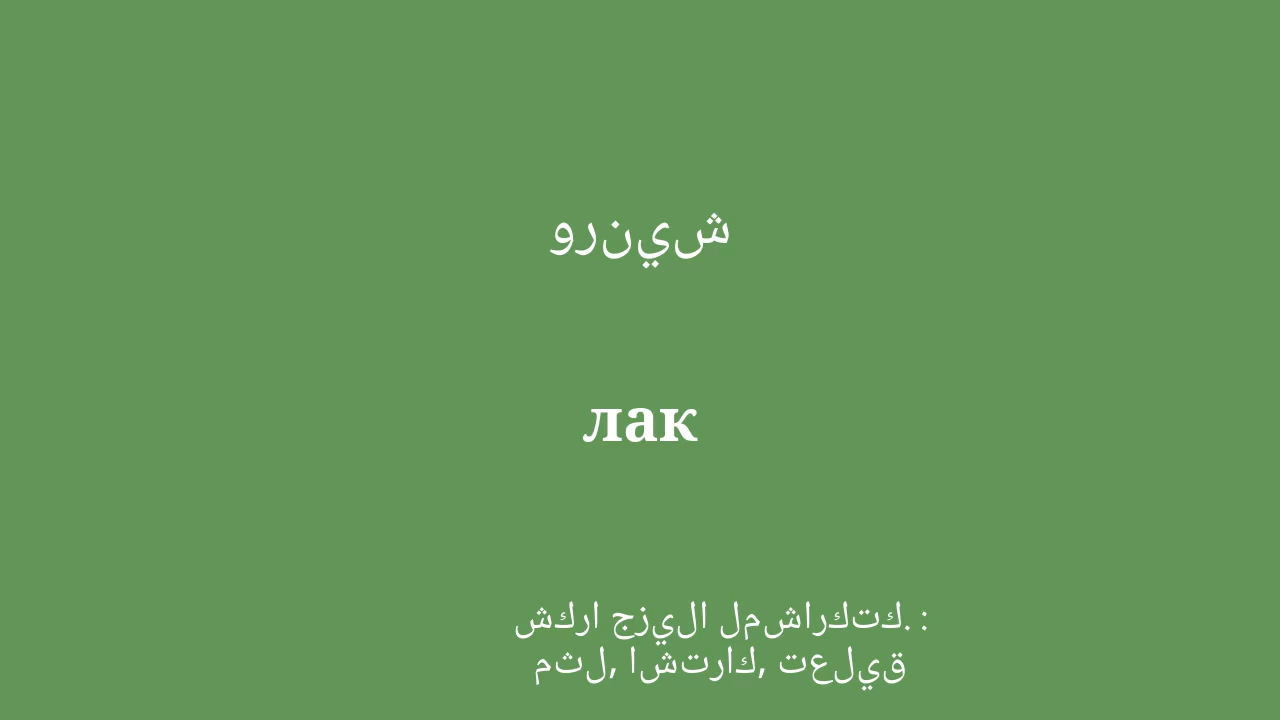 ورنيش
лак
شكرا جزيلا لمشاركتك. :
مثل, اشتراك, تعليق